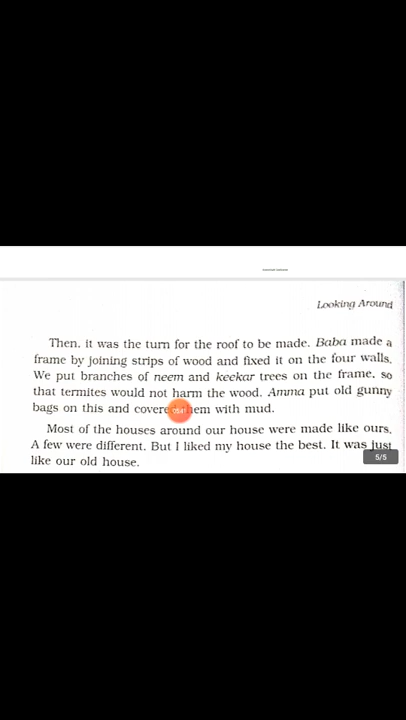 Looking Around
Then, it was the turn for the roof to be made. Baba made a
frame by joining strips of wood and fixed it on the four walls.
We put branches of neem and keekar trees on the frame, so
that termites would not harm the wood. Amma put old gunny
bags on this and covered them with mud.
05:41
Most of the houses around our house were made like ours.
A few were different. But I liked my house the best. It was just
5/5
like our old house.